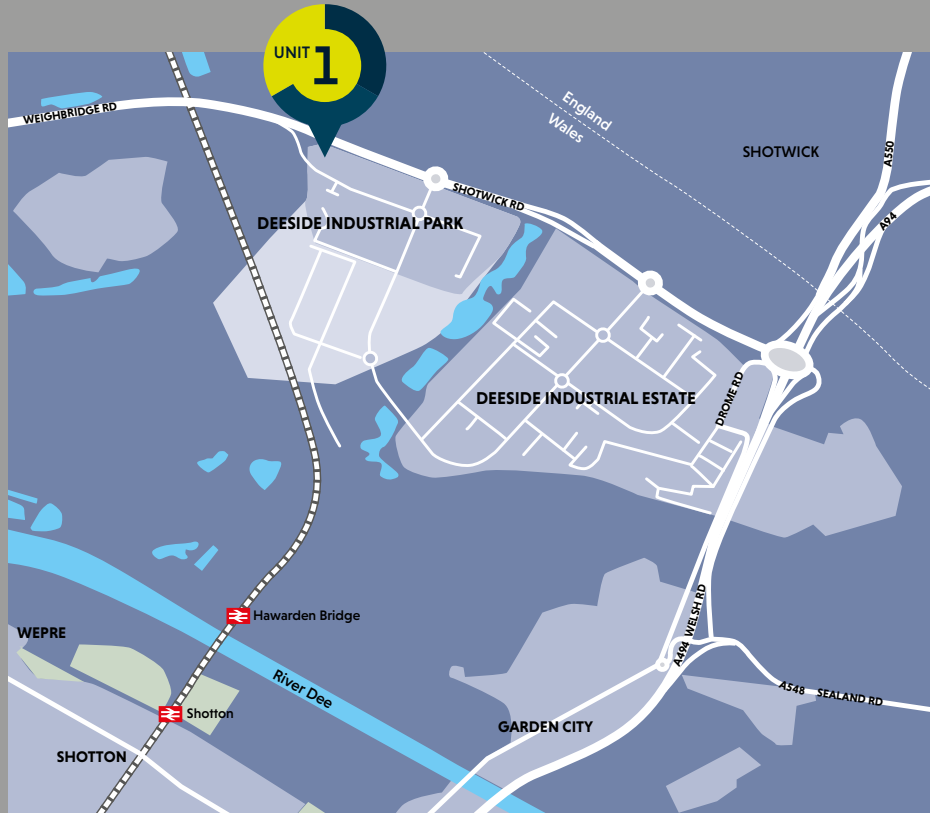 UNIT 1
WEIGHBRIDGE RD
England
Wales
SHOTWICK
A550
SHOTWICK RD
A94
DEESIDE INDUSTRIAL PARK
DEESIDE INDUSTRIAL ESTATE
DROME RD
Hawarden Bridge
WEPRE
A494 WELSH RD
River Dee
A548 SEALAND RD
Shotton
GARDEN CITY
SHOTTON